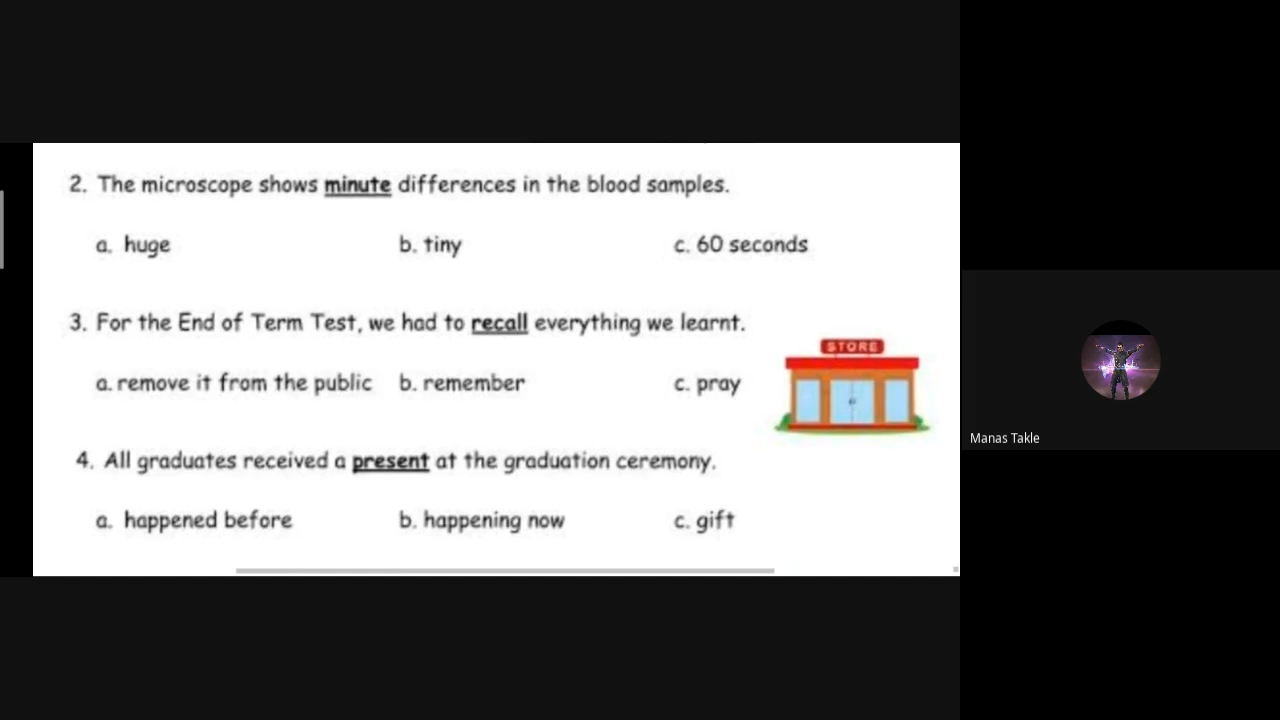 2. The microscope shows minute differences in the blood samples.
a. huge b. tiny c. 60 seconds
3. For the End of Term Test, we had to recall everything we learnt.
STORE
a. remove it from the public b. remember c. pray
4. All graduates received a present at the graduation ceremony.
a. happened before b. happening now c. gift
Manas Takle